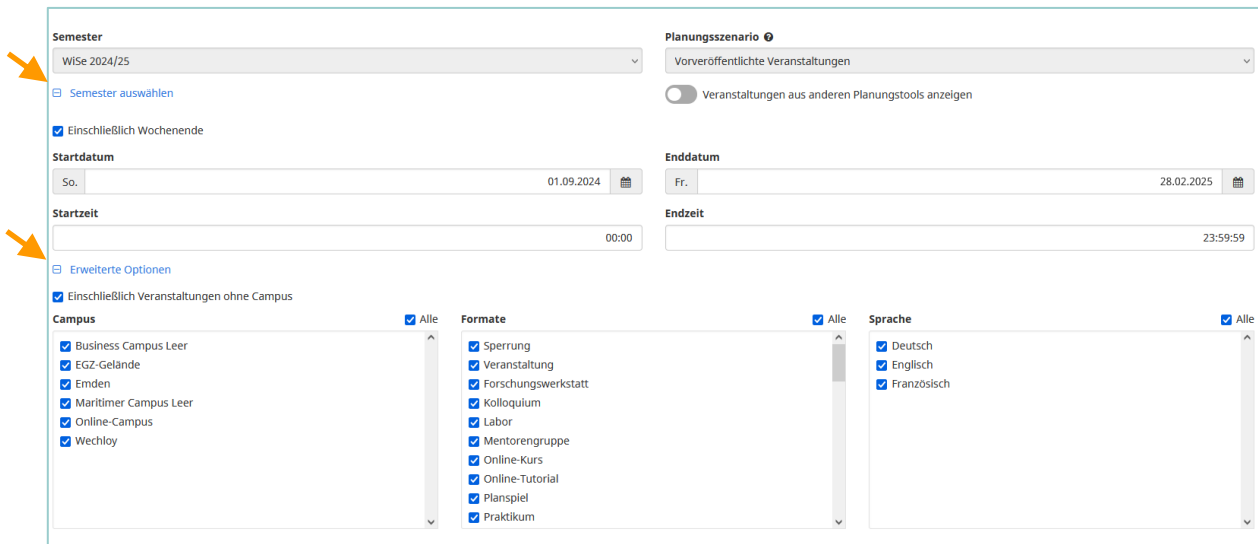 Semester
Planungsszenario
WiSe 2024/25
Vorveröffentlichte Veranstaltungen
Semester auswählen
Veranstaltungen aus anderen Planungstools anzeigen
Einschließlich Wochenende
Startdatum
Enddatum
So.
01.09.2024
Fr.
28.02.2025
Startzeit
Endzeit
00:00
23:59:59
Erweiterte Optionen
Einschließlich Veranstaltungen ohne Campus
Campus
Alle
Business Campus Leer
EGZ-Gelände
Emden
Maritimer Campus Leer
Online-Campus
Wechloy
Formate
Alle
Sperrung
Veranstaltung
Forschungswerkstatt
Kolloquium
Labor
Mentorengruppe
Online-Kurs
Online-Tutorial
Planspiel
Praktikum
Sprache
Alle
Deutsch
Englisch
Französisch